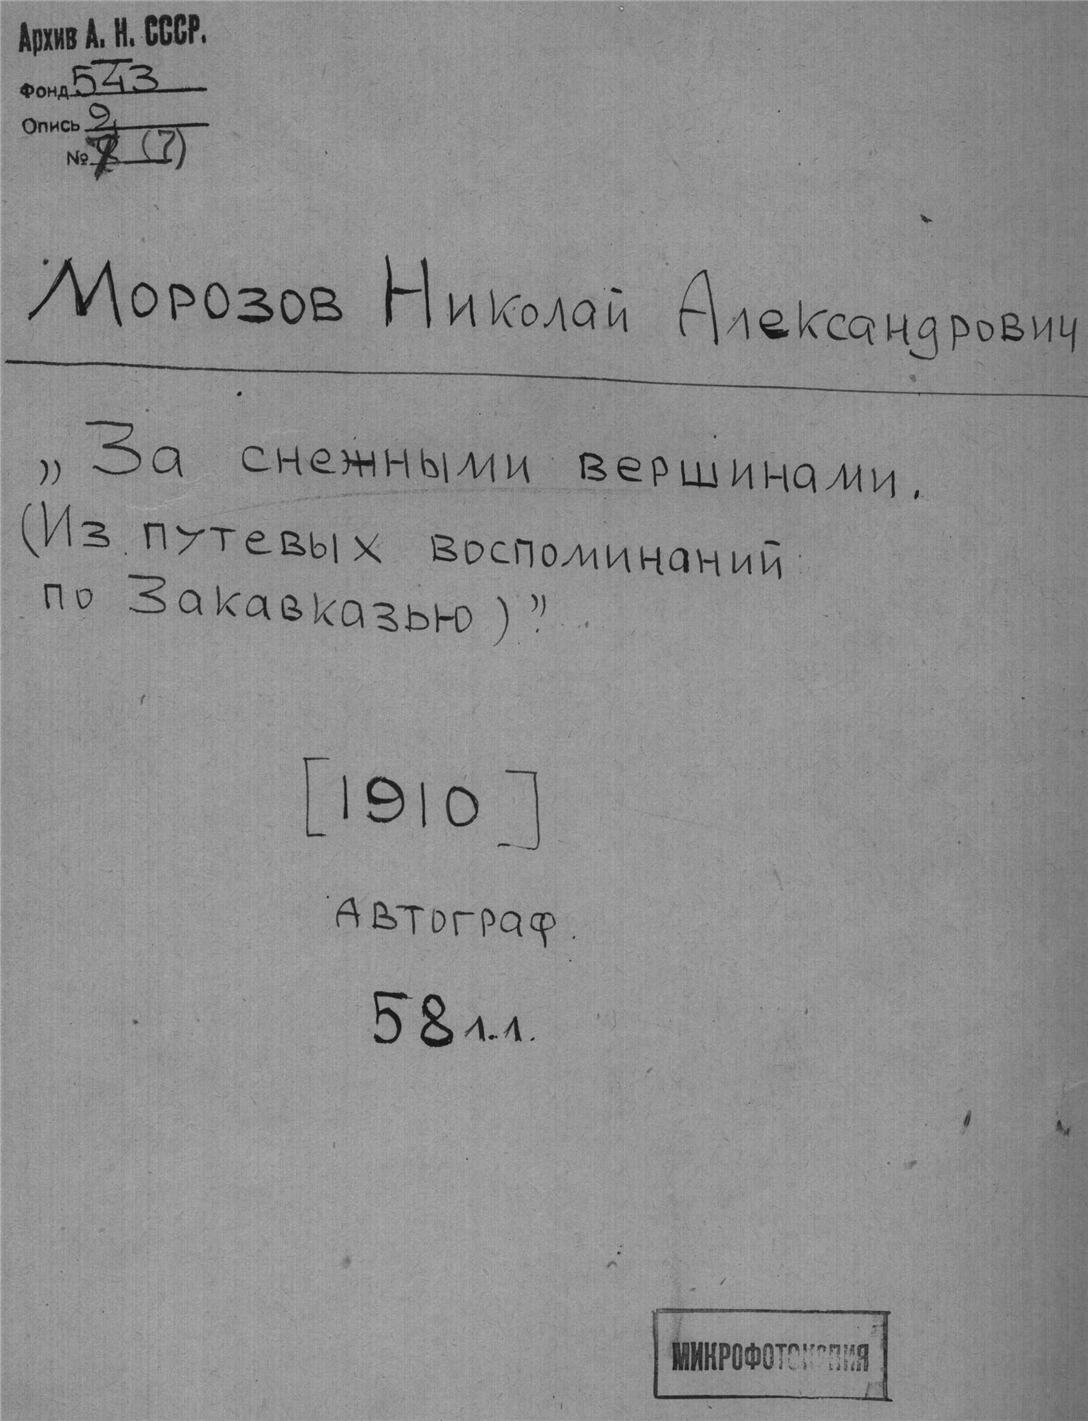 Архив А. Н. СССР.
Фонд 543
Опись 2
№ 7 (7)
Морозов Николай Александрович
„За снежными вершинами.
(Из путевых воспоминаний
по Закавказью)”.
[1910]
Автограф.
58 л.л.
МИКРОФОТОКОПИЯ